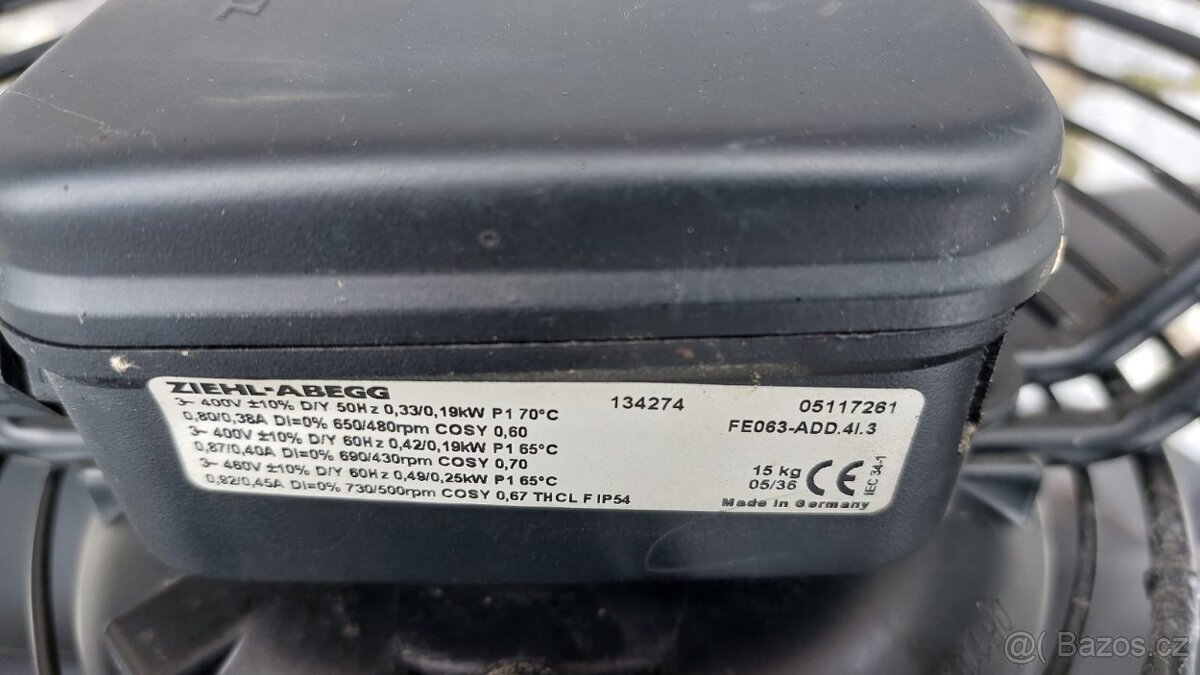 ZIEHL-ABEGG
3~ 400V ±10% D/Y 50Hz 0,33/0,19kW P1 70°C
0,80/0,38A DI=0% 650/480rpm COSY 0,60
3~ 400V ±10% D/Y 60Hz 0,42/0,19kW P1 65°C
0,87/0,40A DI=0% 690/430rpm COSY 0,70
3~ 460V ±10% D/Y 60Hz 0,49/0,25kW P1 65°C
0,82/0,45A DI=0% 730/500rpm COSY 0,67 THCL F IP54
134274
05117261
FE063-ADD.4I.3
15 kg
05/36
CE
IEC 34-1
Made in Germany
Bazoš.cz